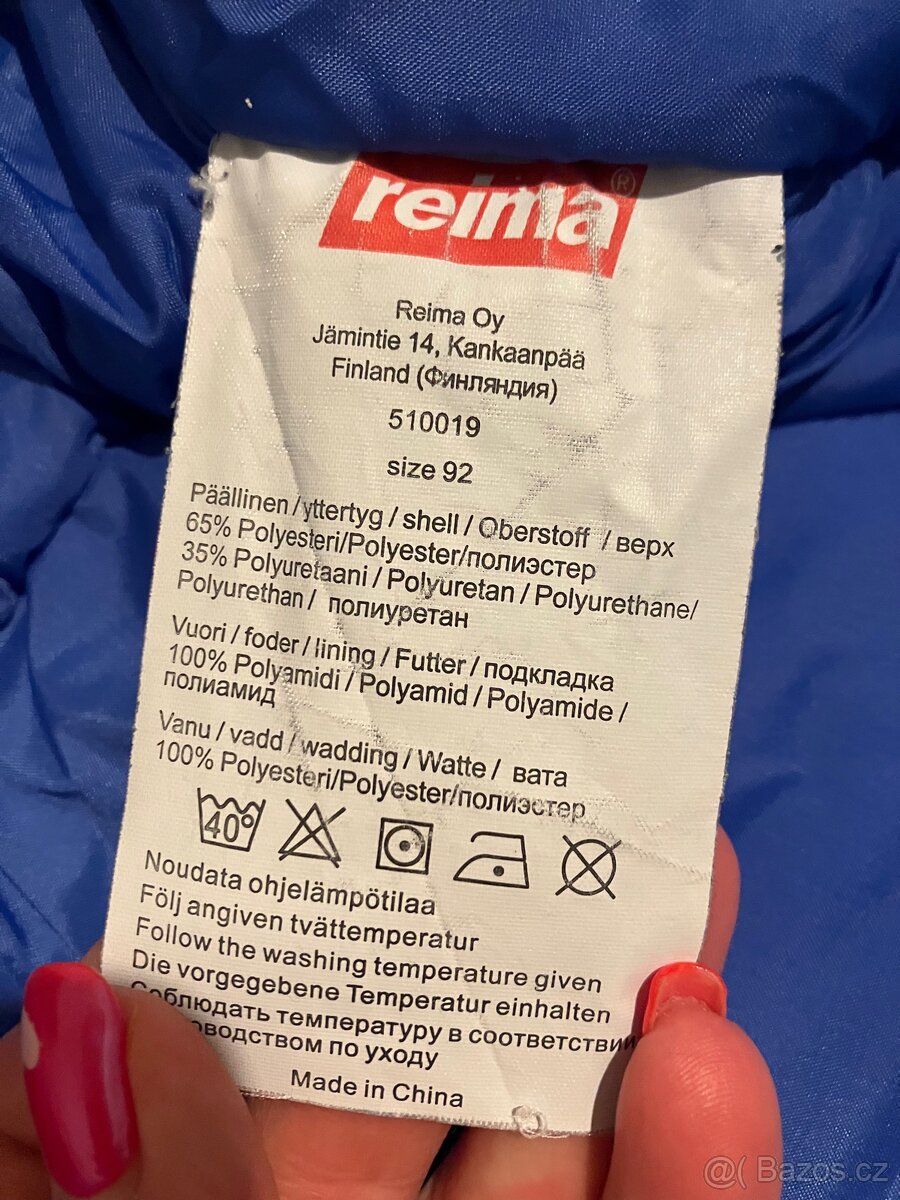 reima®
Reima Oy
Jämintie 14, Kankaanpää
Finland (Финляндия)
510019
size 92
Päällinen / yttertyg / shell / Oberstoff / верх
65% Polyesteri/Polyester/полиэстер
35% Polyuretaani / Polyuretan / Polyurethane/
Polyurethan / полиуретан
Vuori / foder / lining / Futter / подкладка
100% Polyamidi / Polyamid / Polyamide /
полиамид
Vanu / vadd / wadding / Watte / вата
100% Polyesteri/Polyester/полиэстер
40°
Noudata ohjelämpötilaa
Följ angiven tvättemperatur
Follow the washing temperature given
Die vorgegebene Temperatur einhalten
Соблюдать температуру в соответствии
оводством по уходу
Made in China
@( Bazos.cz